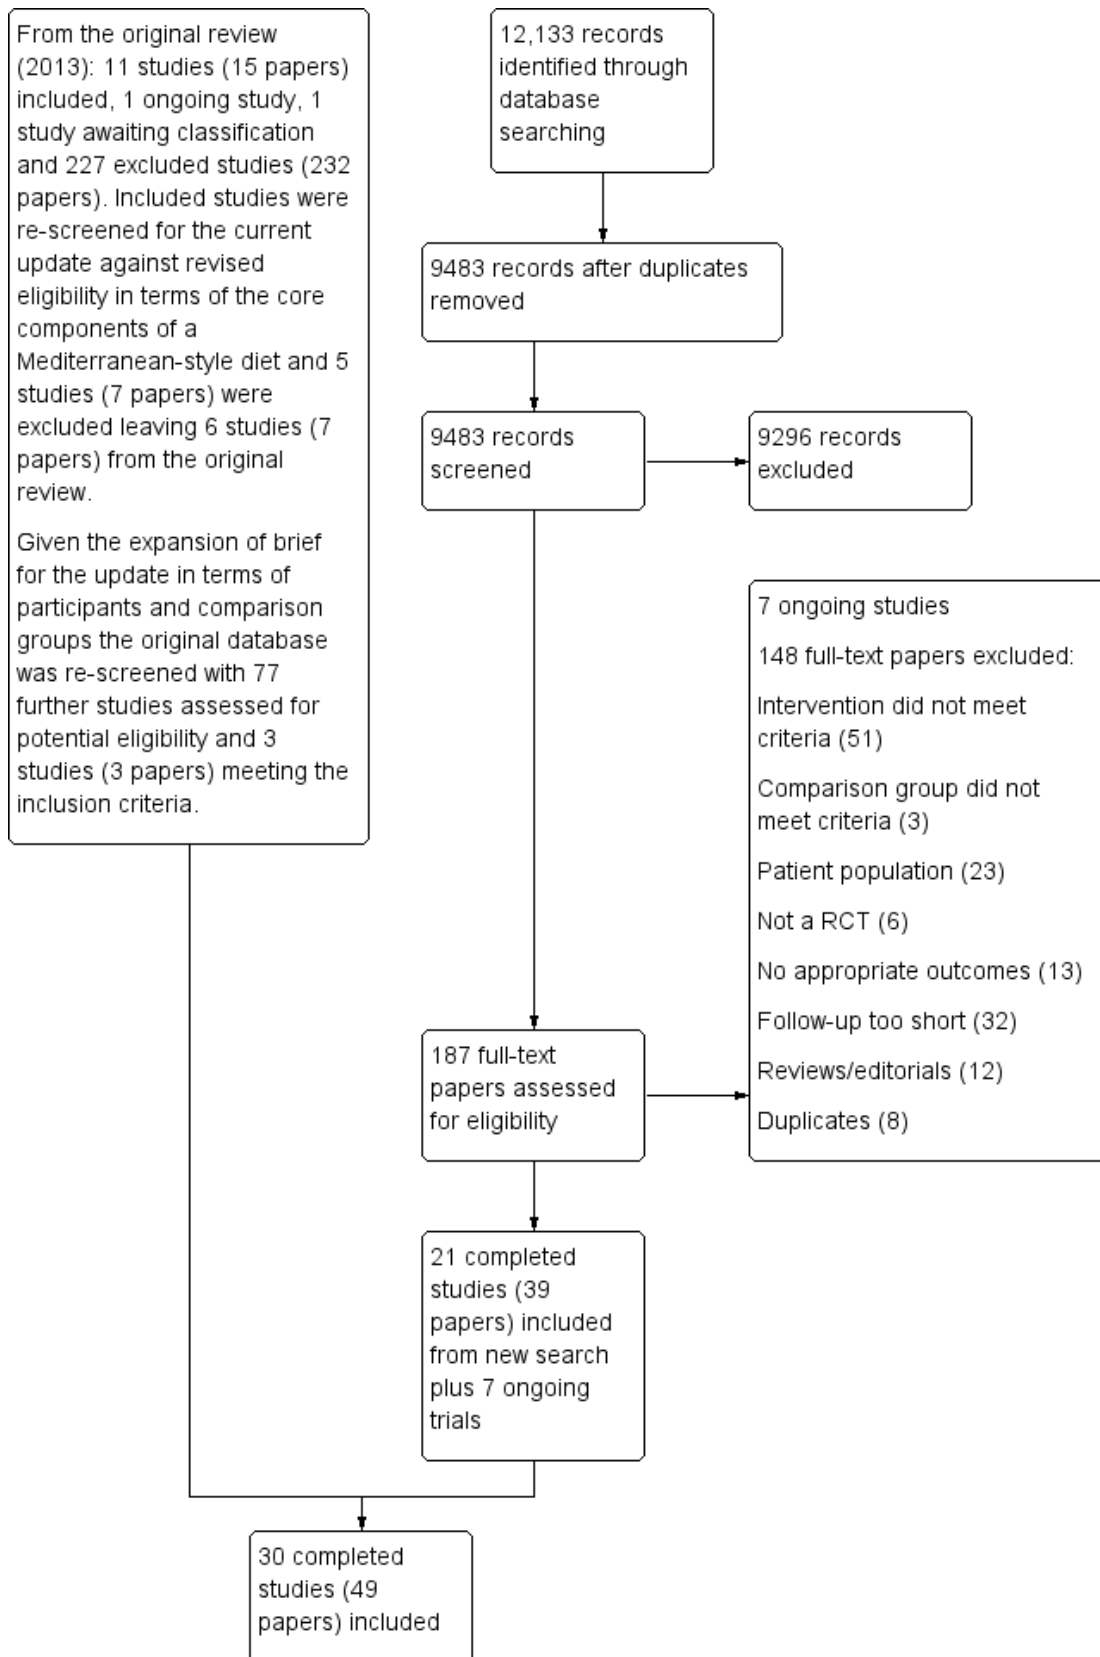 From the original review
(2013): 11 studies (15 papers)
included, 1 ongoing study, 1
study awaiting classification
and 227 excluded studies (232
papers). Included studies were
re-screened for the current
update against revised
eligibility in terms of the core
components of a
Mediterranean-style diet and 5
studies (7 papers) were
excluded leaving 6 studies (7
papers) from the original
review.
Given the expansion of brief
for the update in terms of
participants and comparison
groups the original database
was re-screened with 77
further studies assessed for
potential eligibility and 3
studies (3 papers) meeting the
inclusion criteria.
12,133 records
identified through
database
searching
9483 records after duplicates
removed
9483 records
screened
9296 records
excluded
7 ongoing studies
148 full-text papers excluded:
Intervention did not meet
criteria (51)
Comparison group did not
meet criteria (3)
Patient population (23)
Not a RCT (6)
No appropriate outcomes (13)
Follow-up too short (32)
Reviews/editorials (12)
Duplicates (8)
187 full-text
papers assessed
for eligibility
21 completed
studies (39
papers) included
from new search
plus 7 ongoing
trials
30 completed
studies (49
papers) included